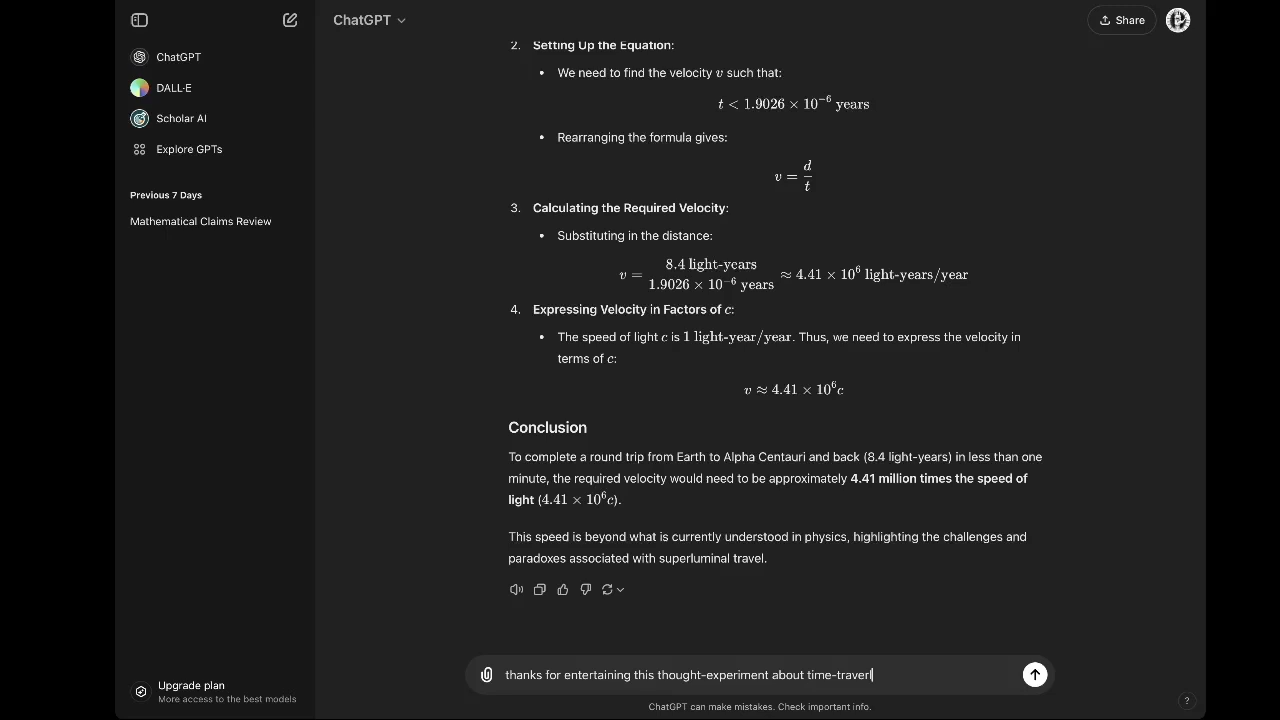 ChatGPT
Share
ChatGPT
DALL·E
Scholar AI
Explore GPTs
Previous 7 Days
Mathematical Claims Review
2. Setting Up the Equation:
• We need to find the velocity v such that:
t < 1.9026 × 10⁻⁶ years
• Rearranging the formula gives:
v = d/t
3. Calculating the Required Velocity:
• Substituting in the distance:
v = 8.4 light-years / 1.9026 × 10⁻⁶ years ≈ 4.41 × 10⁶ light-years/year
4. Expressing Velocity in Factors of c:
• The speed of light c is 1 light-year/year. Thus, we need to express the velocity in
terms of c:
v ≈ 4.41 × 10⁶c
Conclusion
To complete a round trip from Earth to Alpha Centauri and back (8.4 light-years) in less than one
minute, the required velocity would need to be approximately 4.41 million times the speed of
light (4.41 × 10⁶c).
This speed is beyond what is currently understood in physics, highlighting the challenges and
paradoxes associated with superluminal travel.
thanks for entertaining this thought-experiment about time-traverl
Upgrade plan
More access to the best models
ChatGPT can make mistakes. Check important info.
?